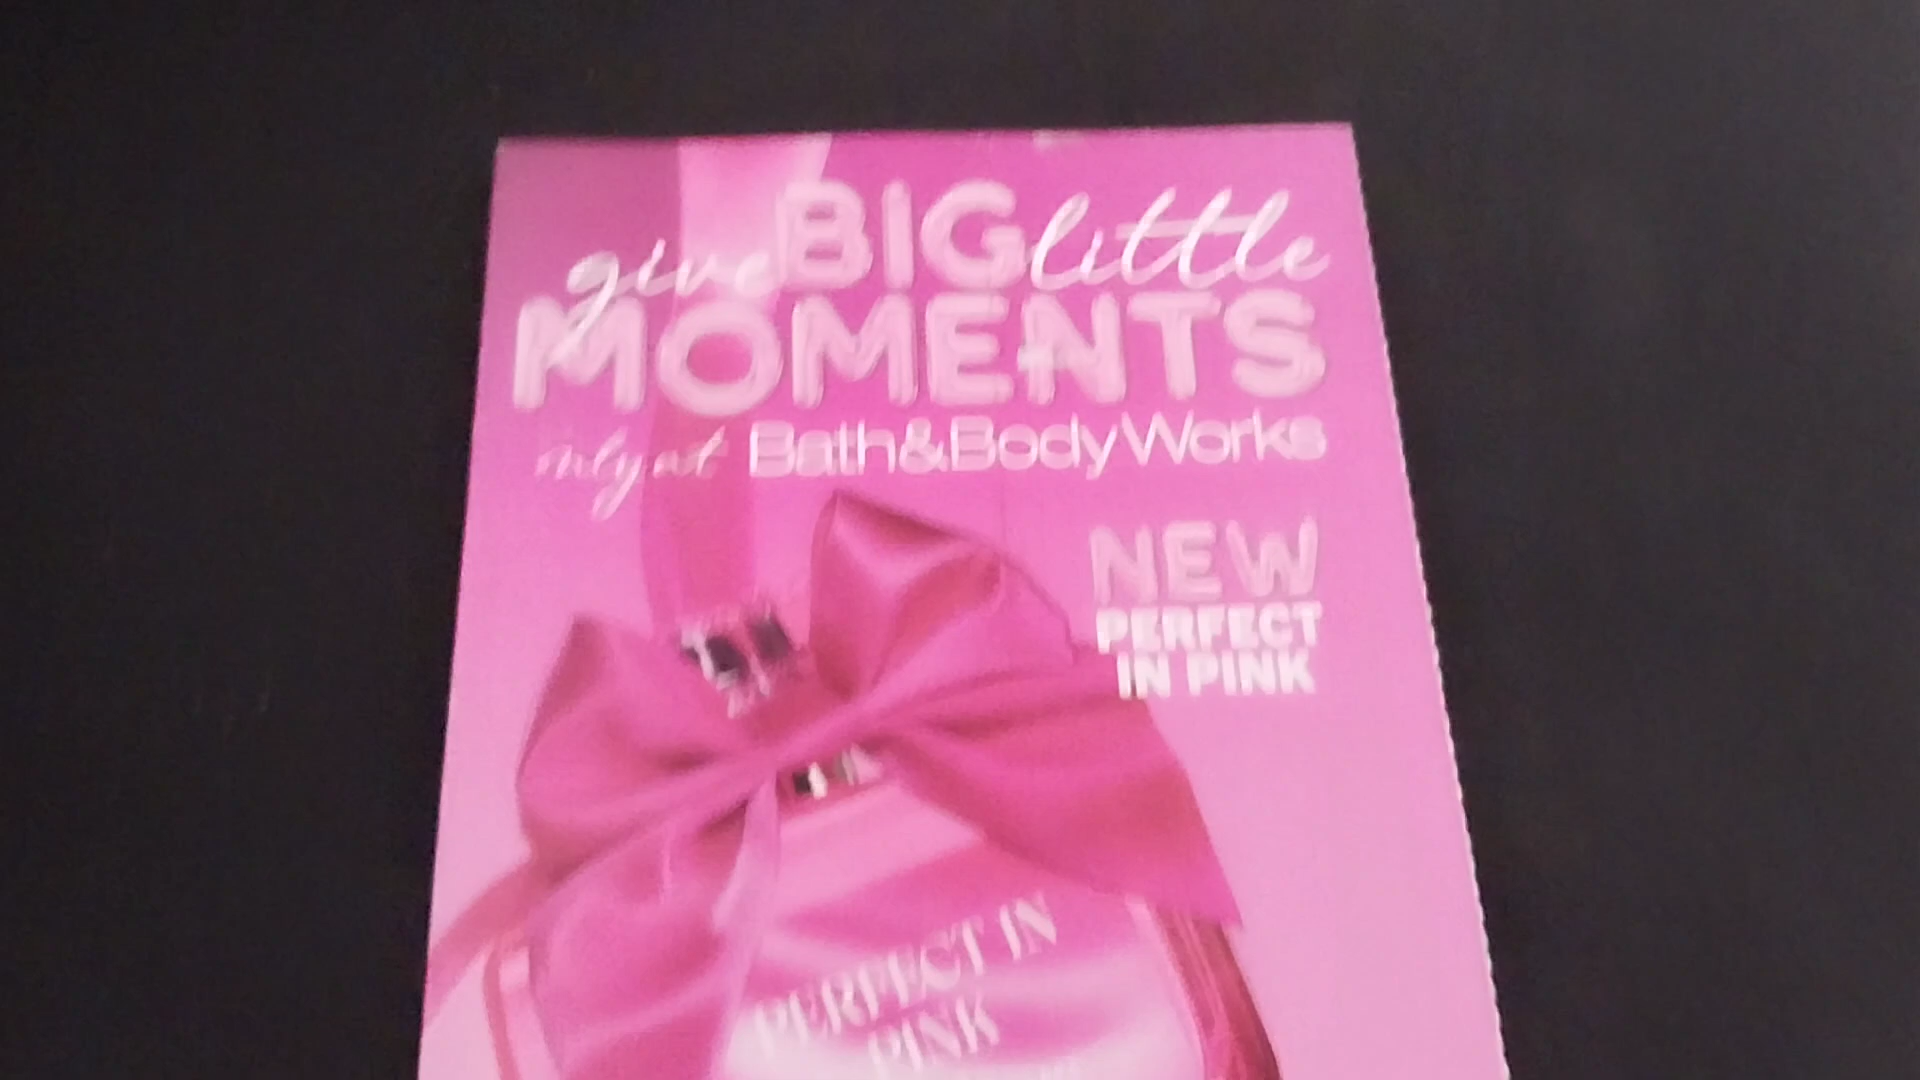 give BIG little
MOMENTS
only at Bath&BodyWorks
NEW
PERFECT
IN PINK
PERFECT IN
PINK